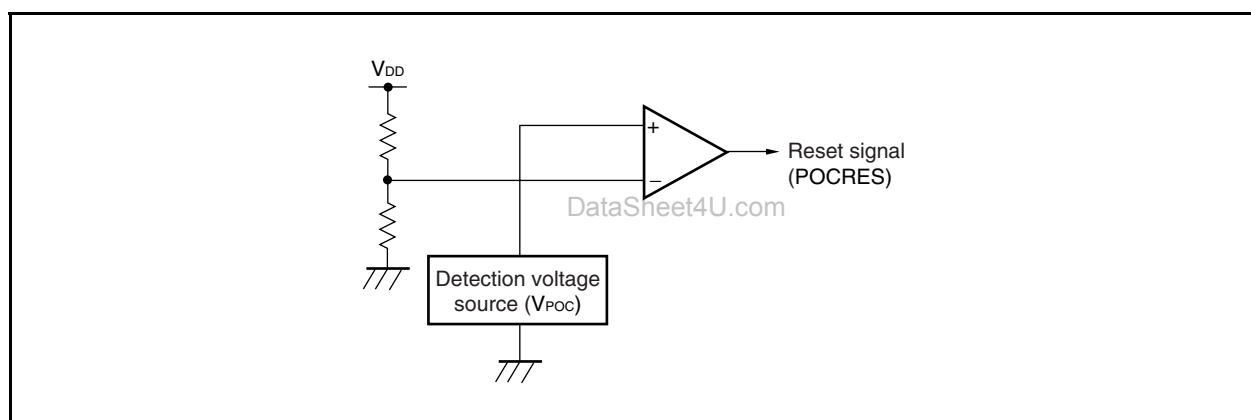 VDD
+
−
Reset signal
(POCRES)
DataSheet4U.com
Detection voltage
source (VPOC)